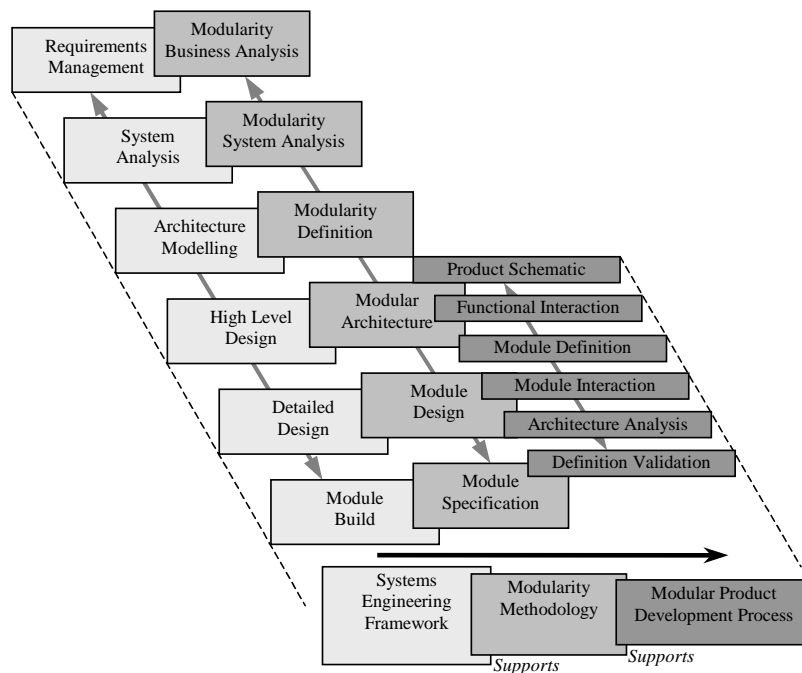 Requirements
Management
Modularity
Business Analysis
System
Analysis
Modularity
System Analysis
Architecture
Modelling
Modularity
Definition
Product Schematic
High Level
Design
Modular
Architecture
Functional Interaction
Module Definition
Detailed
Design
Module
Design
Module Interaction
Architecture Analysis
Definition Validation
Module
Build
Module
Specification
Systems
Engineering
Framework
Modularity
Methodology
Modular Product
Development Process
Supports
Supports